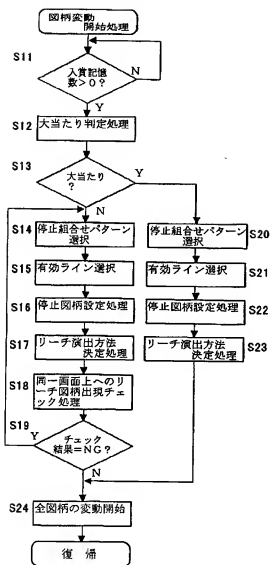 図柄変動
開始処理
S11
入賞記憶
数>0?
N
Y
S12
大当たり判定処理
S13
大当たり
?
Y
N
S14
停止組合せパターン
選択
S20
停止組合せパターン
選択
S15
有効ライン選択
S21
有効ライン選択
S16
停止図柄設定処理
S22
停止図柄設定処理
S17
リーチ演出方法
決定処理
S23
リーチ演出方法
決定処理
S18
同一画面上へのリ
ーチ図柄出現チェ
ック処理
S19
Y
チェック
結果=NG?
N
S24
全図柄の変動開始
復帰